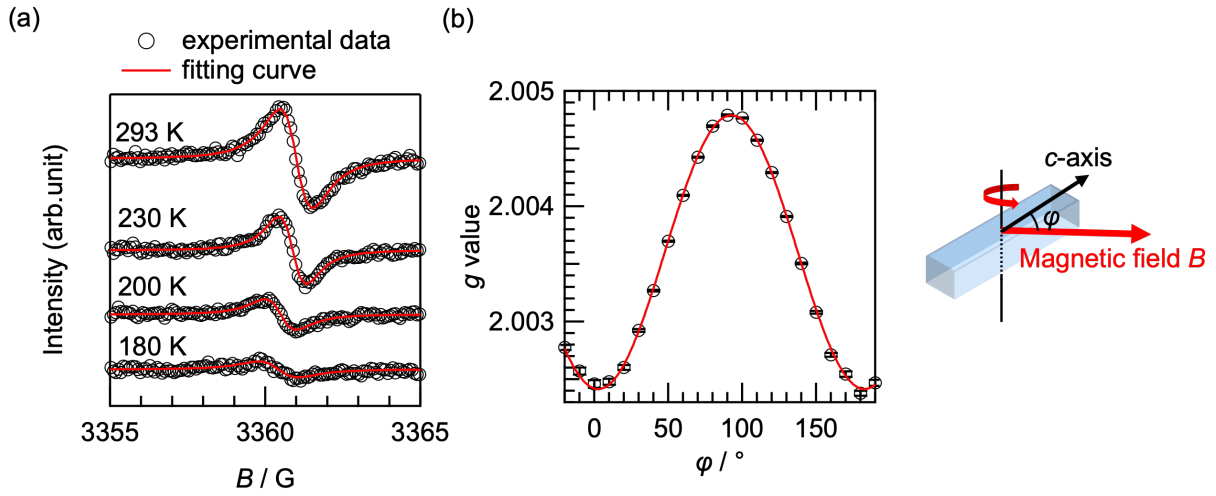 (a)
experimental data
fitting curve
293 K
230 K
200 K
180 K
Intensity (arb.unit)
3355
3360
3365
B / G
(b)
2.005
2.004
2.003
g value
0
50
100
150
φ / °
c-axis
φ
Magnetic field B